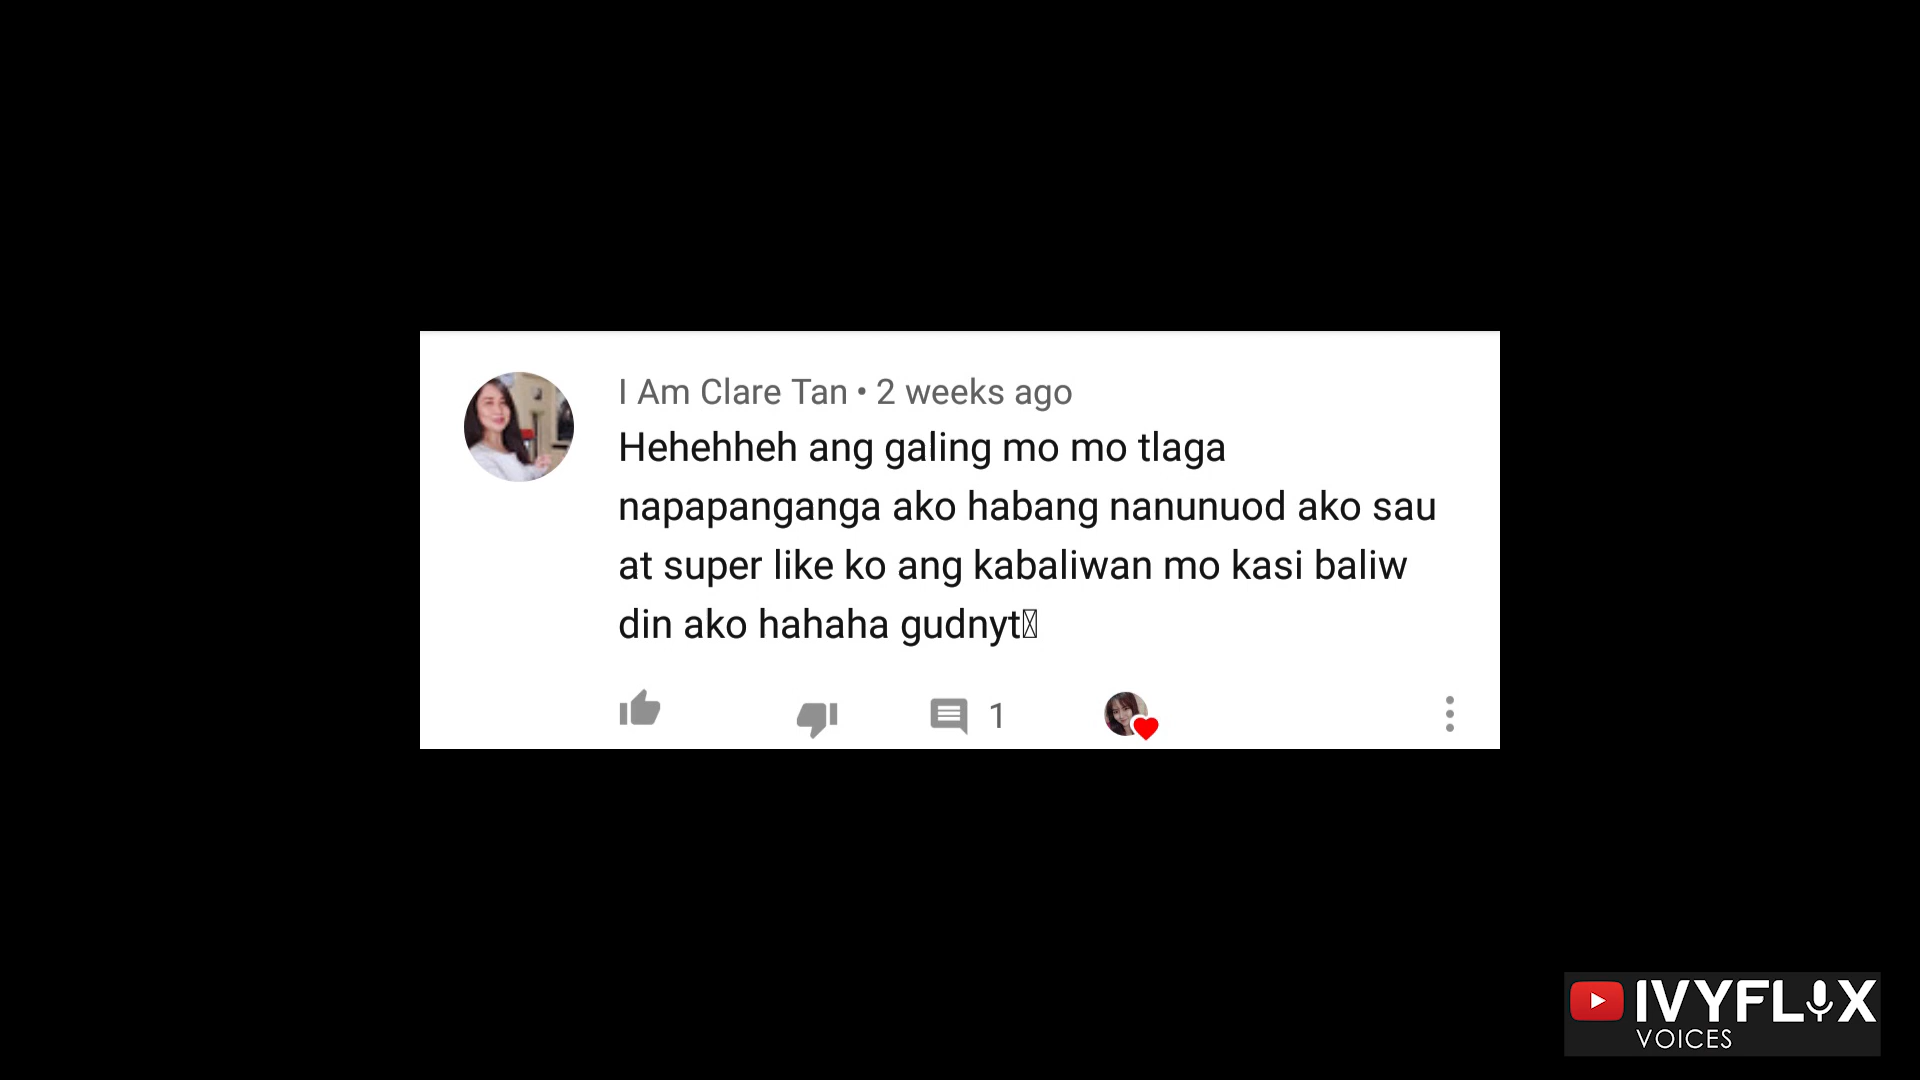 I Am Clare Tan • 2 weeks ago
Hehehheh ang galing mo mo tlaga
napapanganga ako habang nanunuod ako sau
at super like ko ang kabaliwan mo kasi baliw
din ako hahaha gudnyt
1
IVYFLIX
VOICES